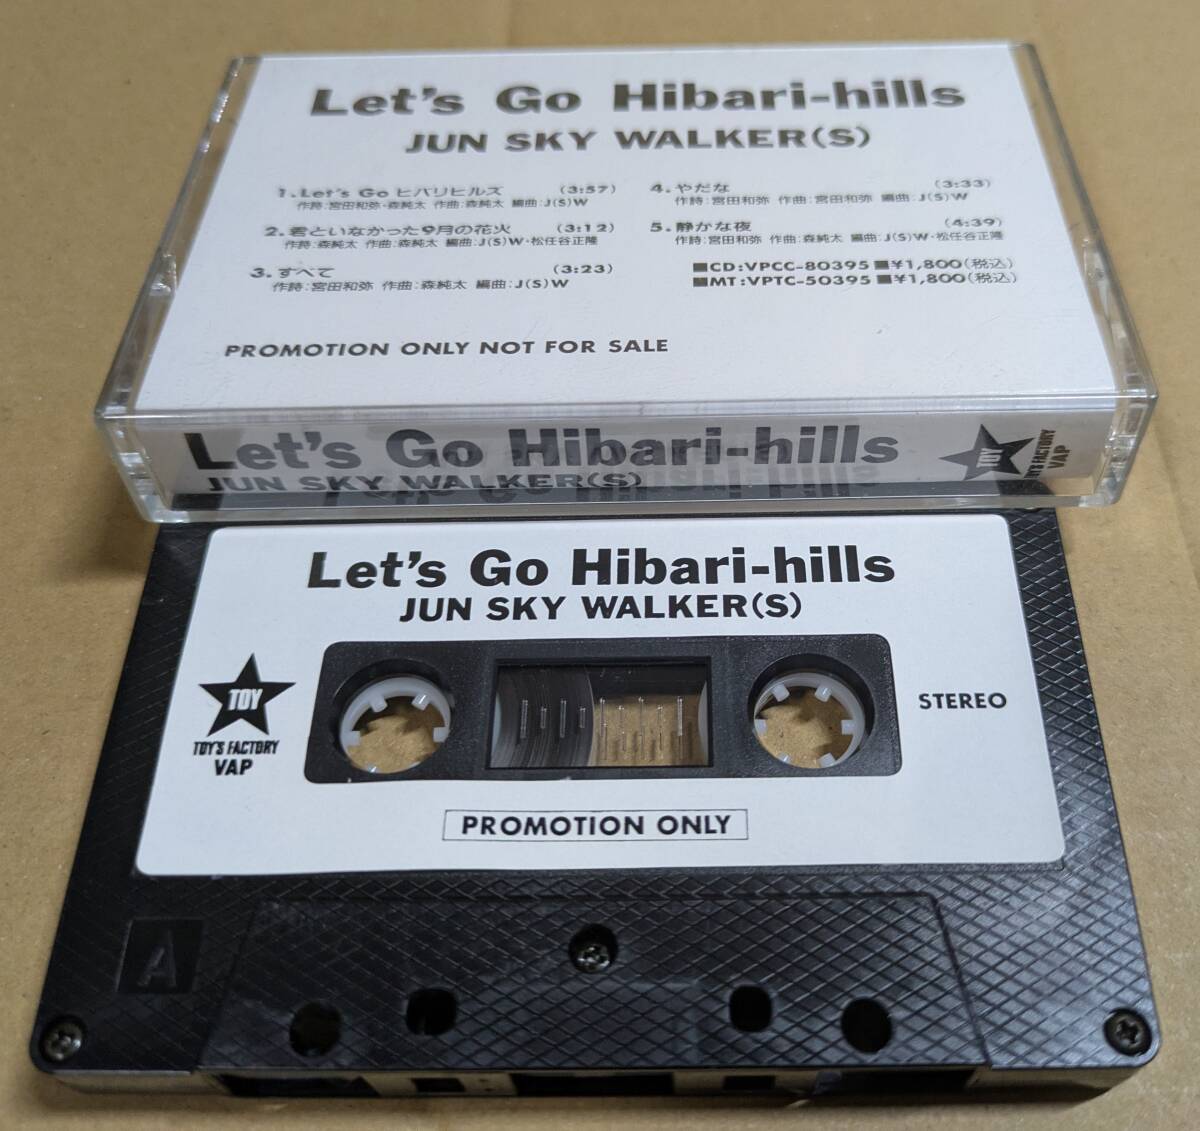 Let's Go Hibari-hills
JUN SKY WALKER(S)
1. Let's Go ヒバリヒルズ (3:57)
作詩:宮田和弥・森純太 作曲:森純太 編曲:J(S)W
2. 君といなかった9月の花火 (3:12)
作詩:森純太 作曲:森純太 編曲:J(S)W・松任谷正隆
3. すべて (3:23)
作詩:宮田和弥 作曲:森純太 編曲:J(S)W
4. やだな (3:33)
作詩:宮田和弥 作曲:宮田和弥 編曲:J(S)W
5. 静かな夜 (4:39)
作詩:宮田和弥 作曲:森純太 編曲:J(S)W・松任谷正隆
■CD:VPCC-80395 ■¥1,800(税込)
■MT:VPTC-50395 ■¥1,800(税込)
PROMOTION ONLY NOT FOR SALE
Let's Go Hibari-hills
JUN SKY WALKER(S)
TOY
TOY'S FACTORY
VAP
Let's Go Hibari-hills
JUN SKY WALKER(S)
TOY
TOY'S FACTORY
VAP
STEREO
PROMOTION ONLY
A